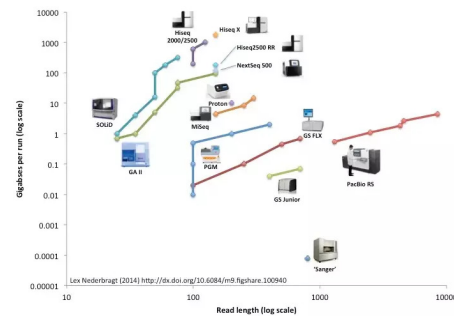 10000
1000
100
10
1
0.1
0.01
0.001
0.0001
0.00001
Gigabases per run (log scale)
Hiseq
2000/2500
Hiseq X
Hiseq2500 RR
NextSeq 500
Proton
MiSeq
SOLiD
GA II
PGM
GS FLX
GS Junior
PacBio RS
'Sanger'
Lex Nederbragt (2014) http://dx.doi.org/10.6084/m9.figshare.100940
10
100
1000
10000
Read length (log scale)